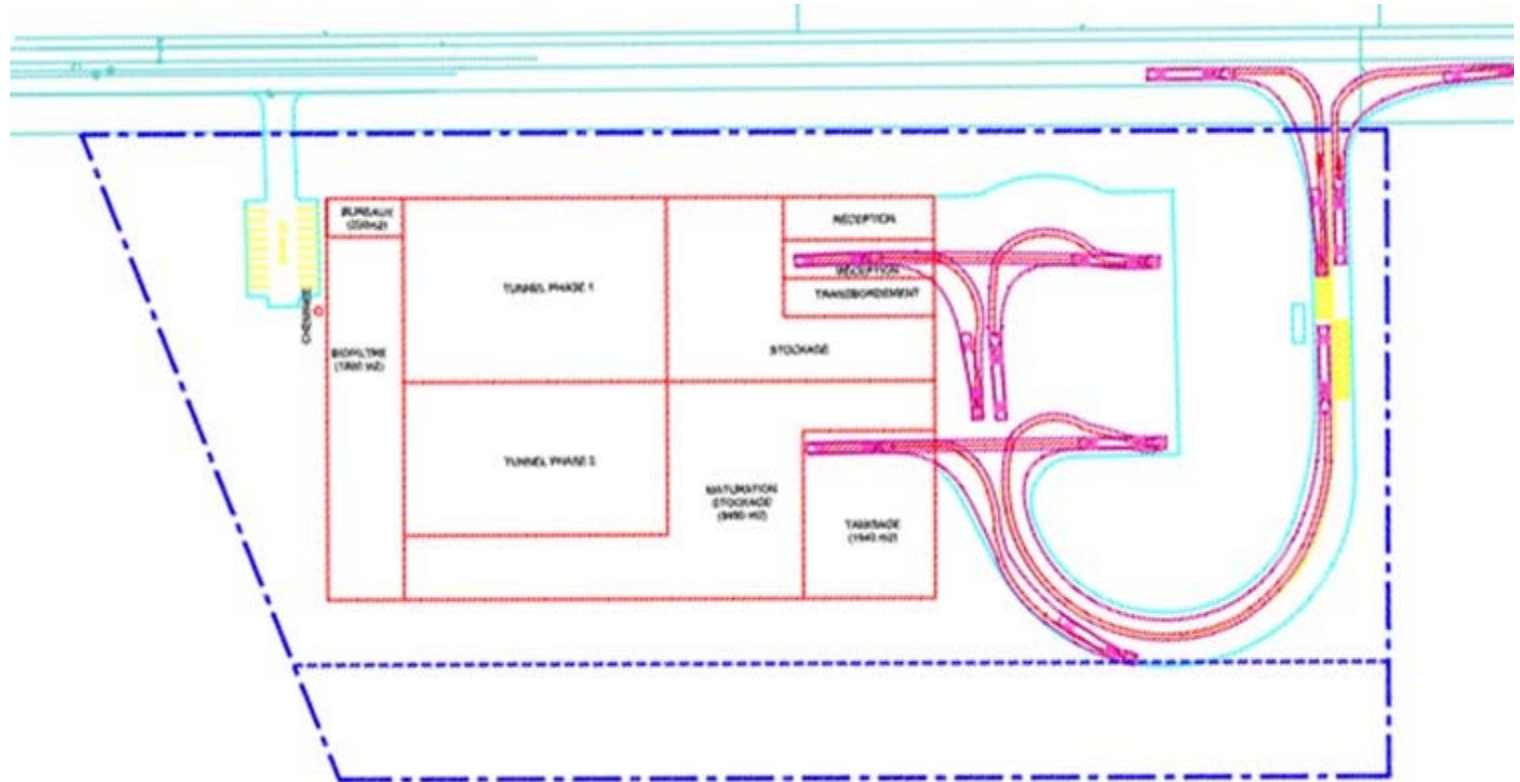 BUREAUX
RECEPTION
TUNNEL PHASE 1
RECEPTION
TRANSBORDEMENT
CHEMINEE
STOCKAGE
BIOFILTRE
TUNNEL PHASE 2
MATURATION
STOCKAGE
TAMISAGE